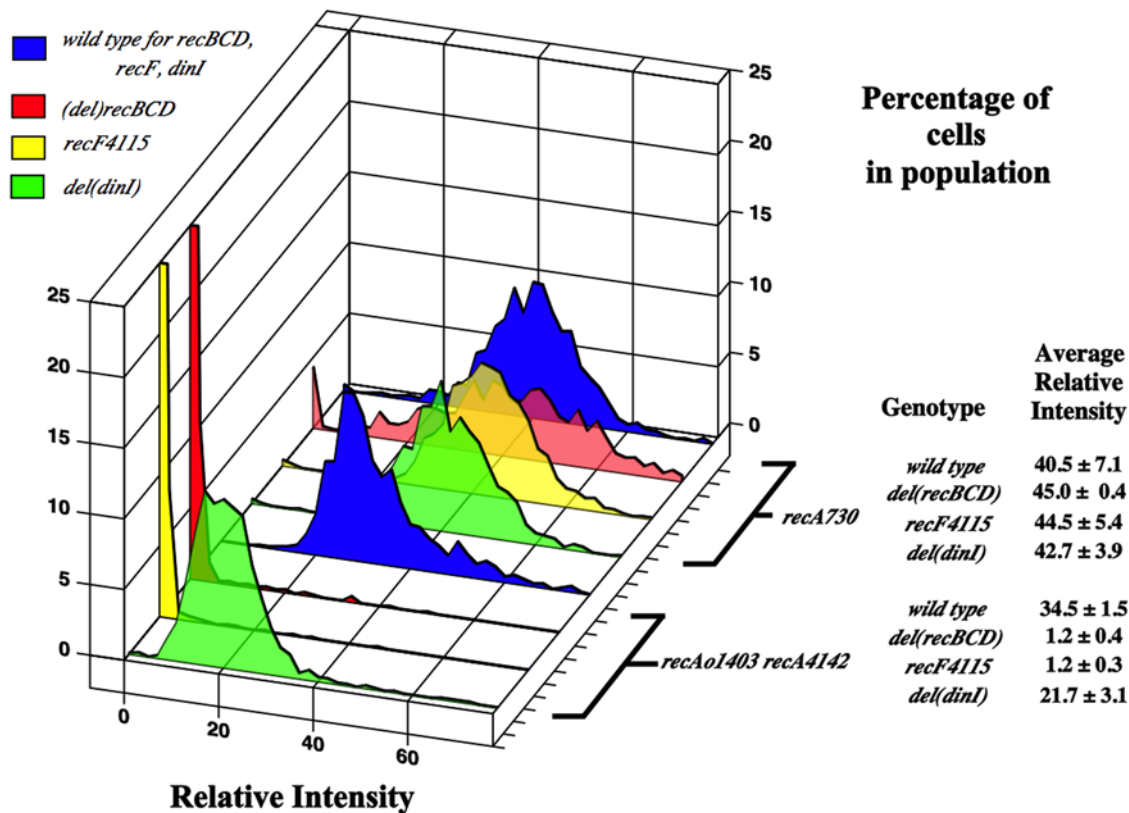 wild type for recBCD,
recF, dinI
(del)recBCD
recF4115
del(dinI)
25
20
15
10
5
0
25
20
15
10
5
0
0
20
40
60
Relative Intensity
Percentage of
cells
in population
Average
Relative
Genotype Intensity
wild type 40.5 ± 7.1
del(recBCD) 45.0 ± 0.4
recF4115 44.5 ± 5.4
del(dinI) 42.7 ± 3.9
recA730
wild type 34.5 ± 1.5
del(recBCD) 1.2 ± 0.4
recF4115 1.2 ± 0.3
del(dinI) 21.7 ± 3.1
recAo1403 recA4142